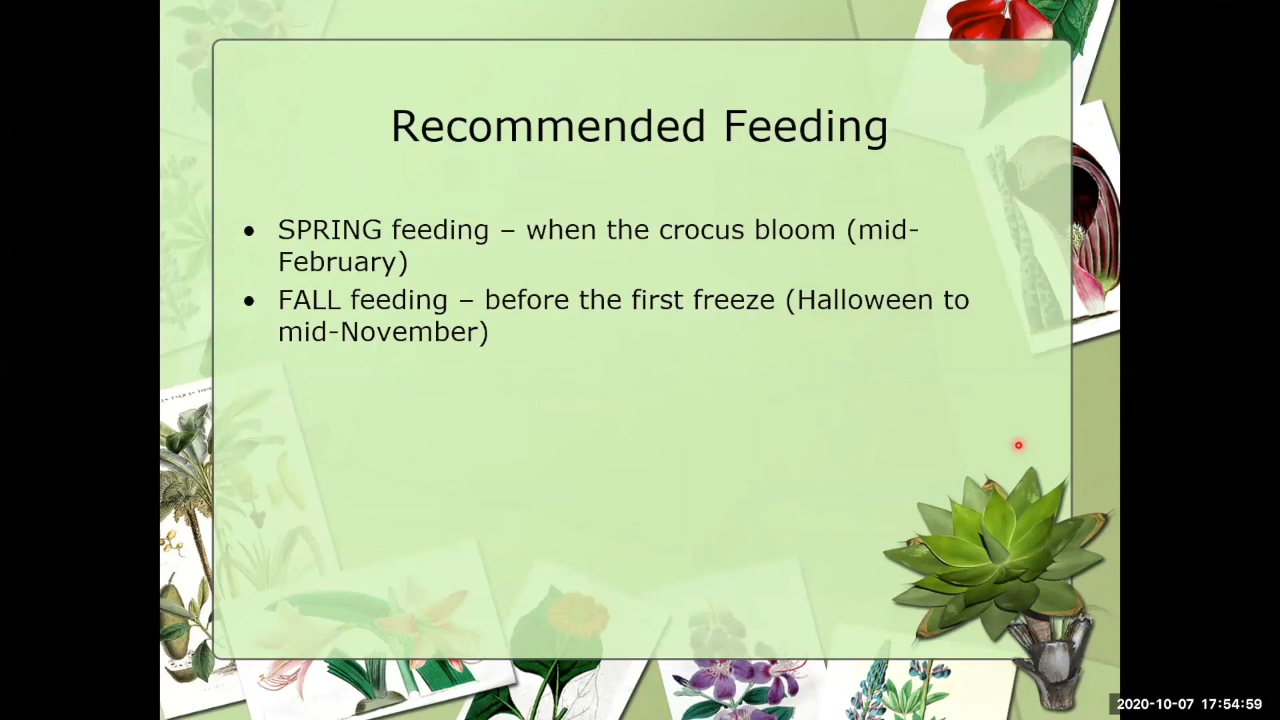 Recommended Feeding
• SPRING feeding – when the crocus bloom (mid-
February)
• FALL feeding – before the first freeze (Halloween to
mid-November)
2020-10-07 17:54:59